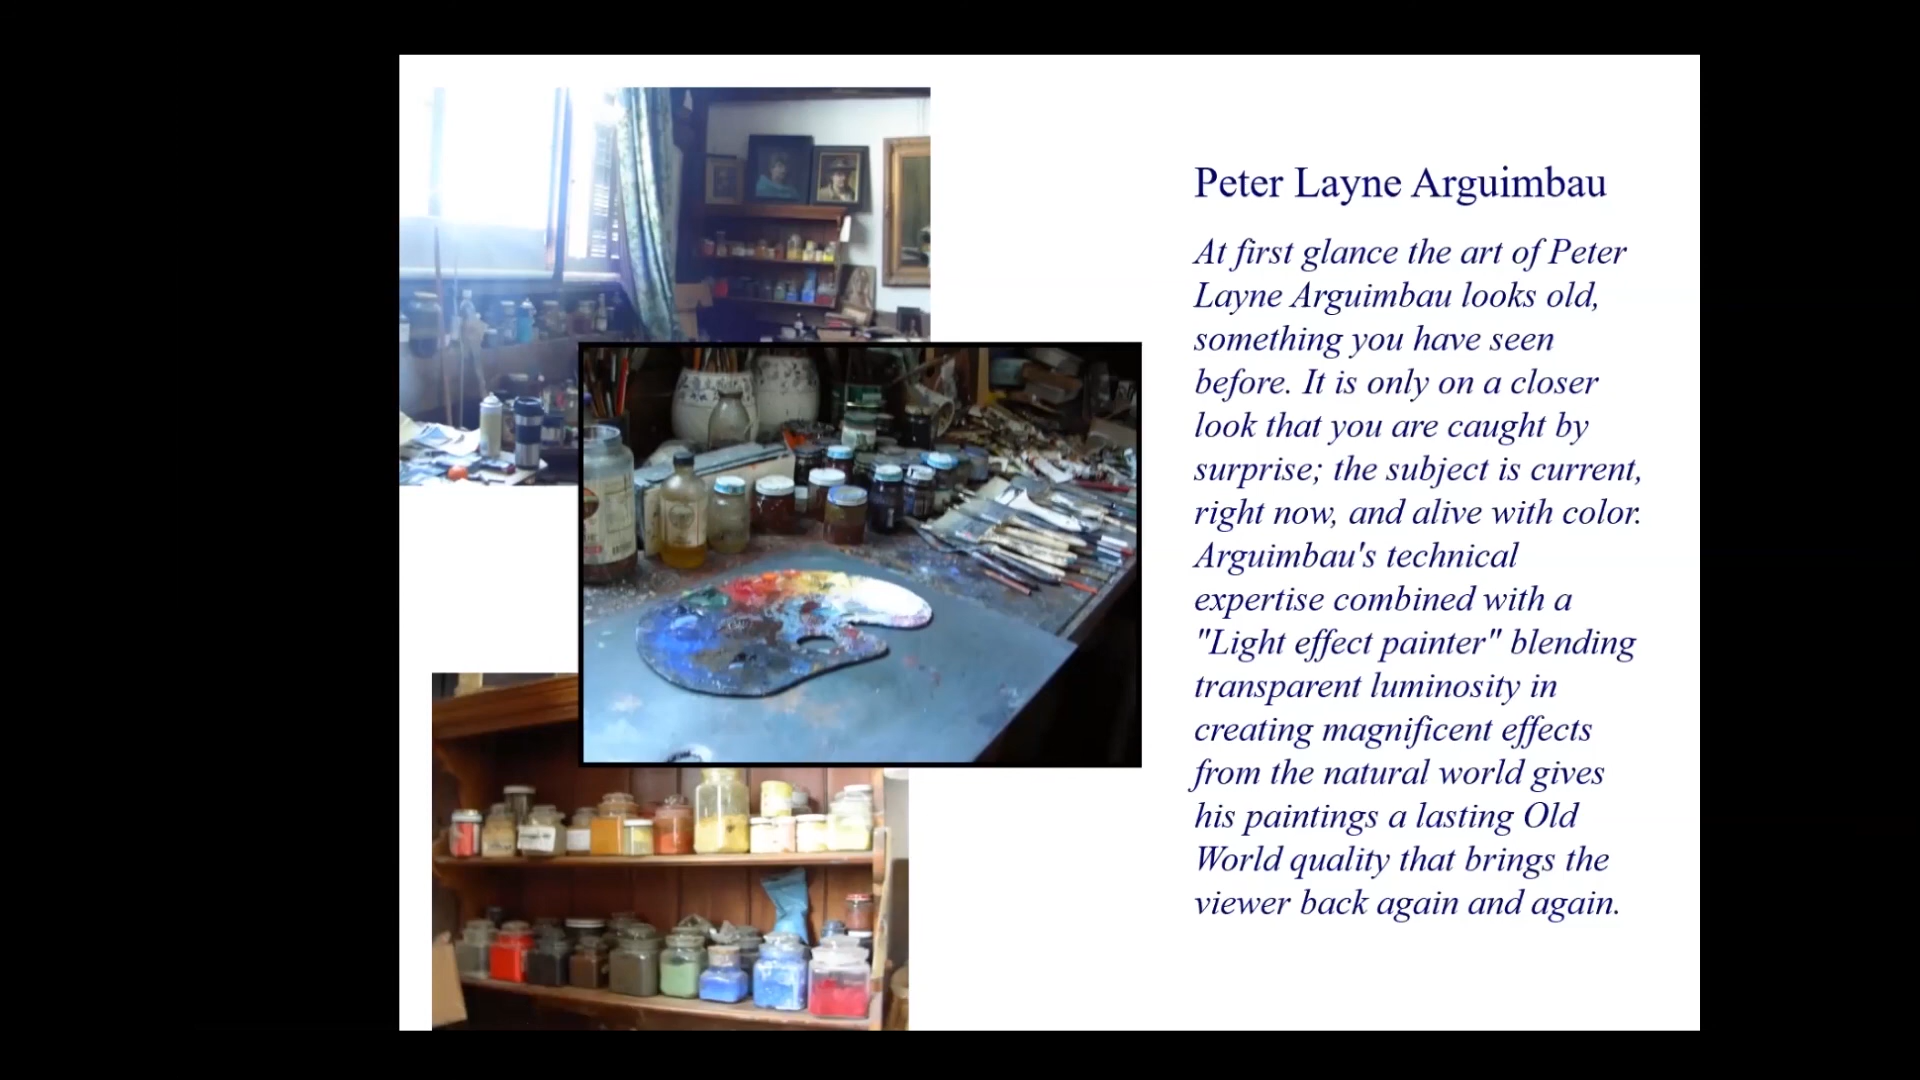 Peter Layne Arguimbau
At first glance the art of Peter
Layne Arguimbau looks old,
something you have seen
before. It is only on a closer
look that you are caught by
surprise; the subject is current,
right now, and alive with color.
Arguimbau's technical
expertise combined with a
"Light effect painter" blending
transparent luminosity in
creating magnificent effects
from the natural world gives
his paintings a lasting Old
World quality that brings the
viewer back again and again.